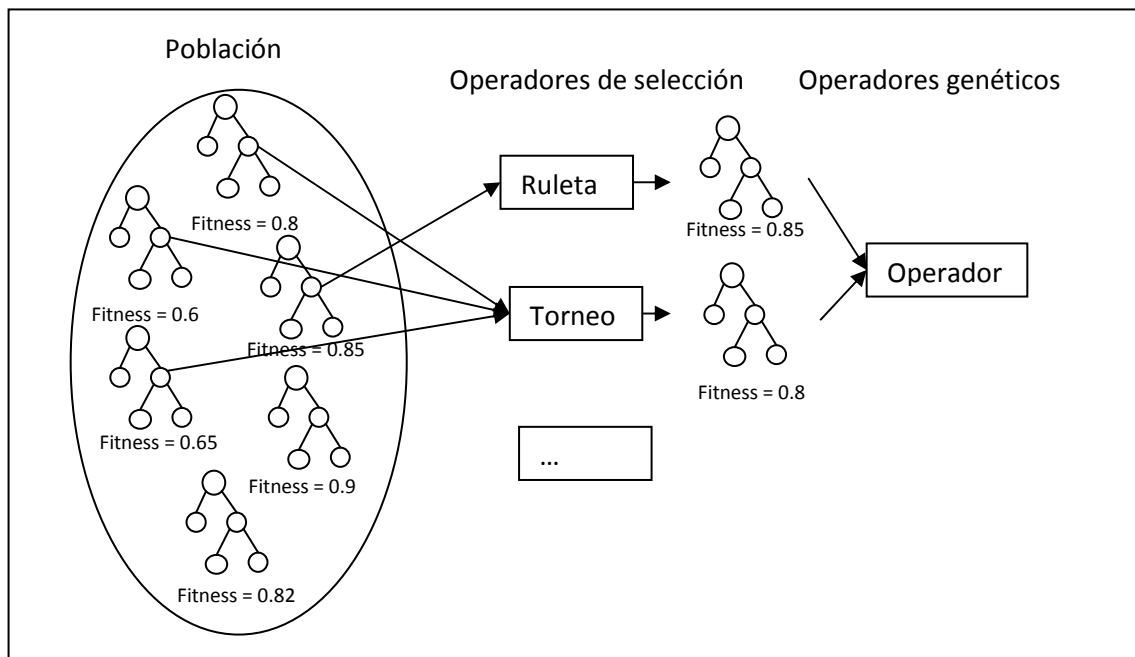 Población
Operadores de selección
Operadores genéticos
Fitness = 0.8
Fitness = 0.6
Fitness = 0.85
Fitness = 0.65
Fitness = 0.9
Fitness = 0.82
Ruleta
Torneo
...
Fitness = 0.85
Fitness = 0.8
Operador